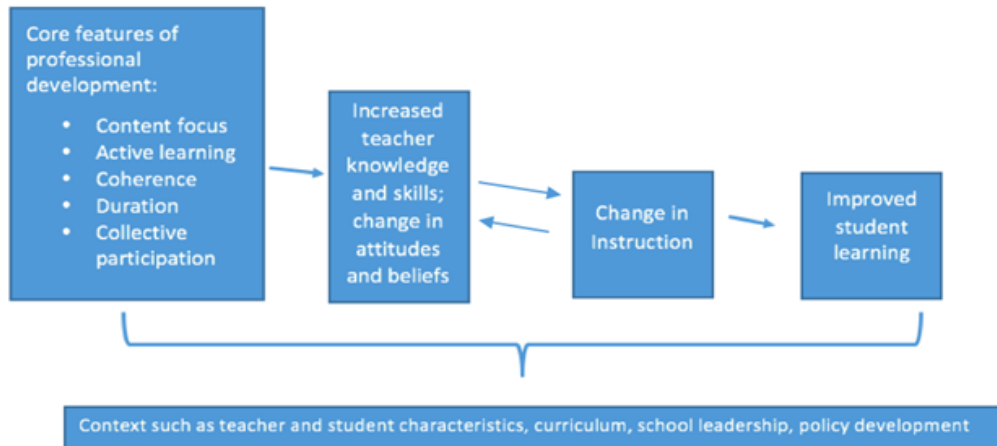 Core features of
professional
development:
• Content focus
• Active learning
• Coherence
• Duration
• Collective
participation
Increased
teacher
knowledge
and skills;
change in
attitudes
and beliefs
Change in
Instruction
Improved
student
learning
Context such as teacher and student characteristics, curriculum, school leadership, policy development